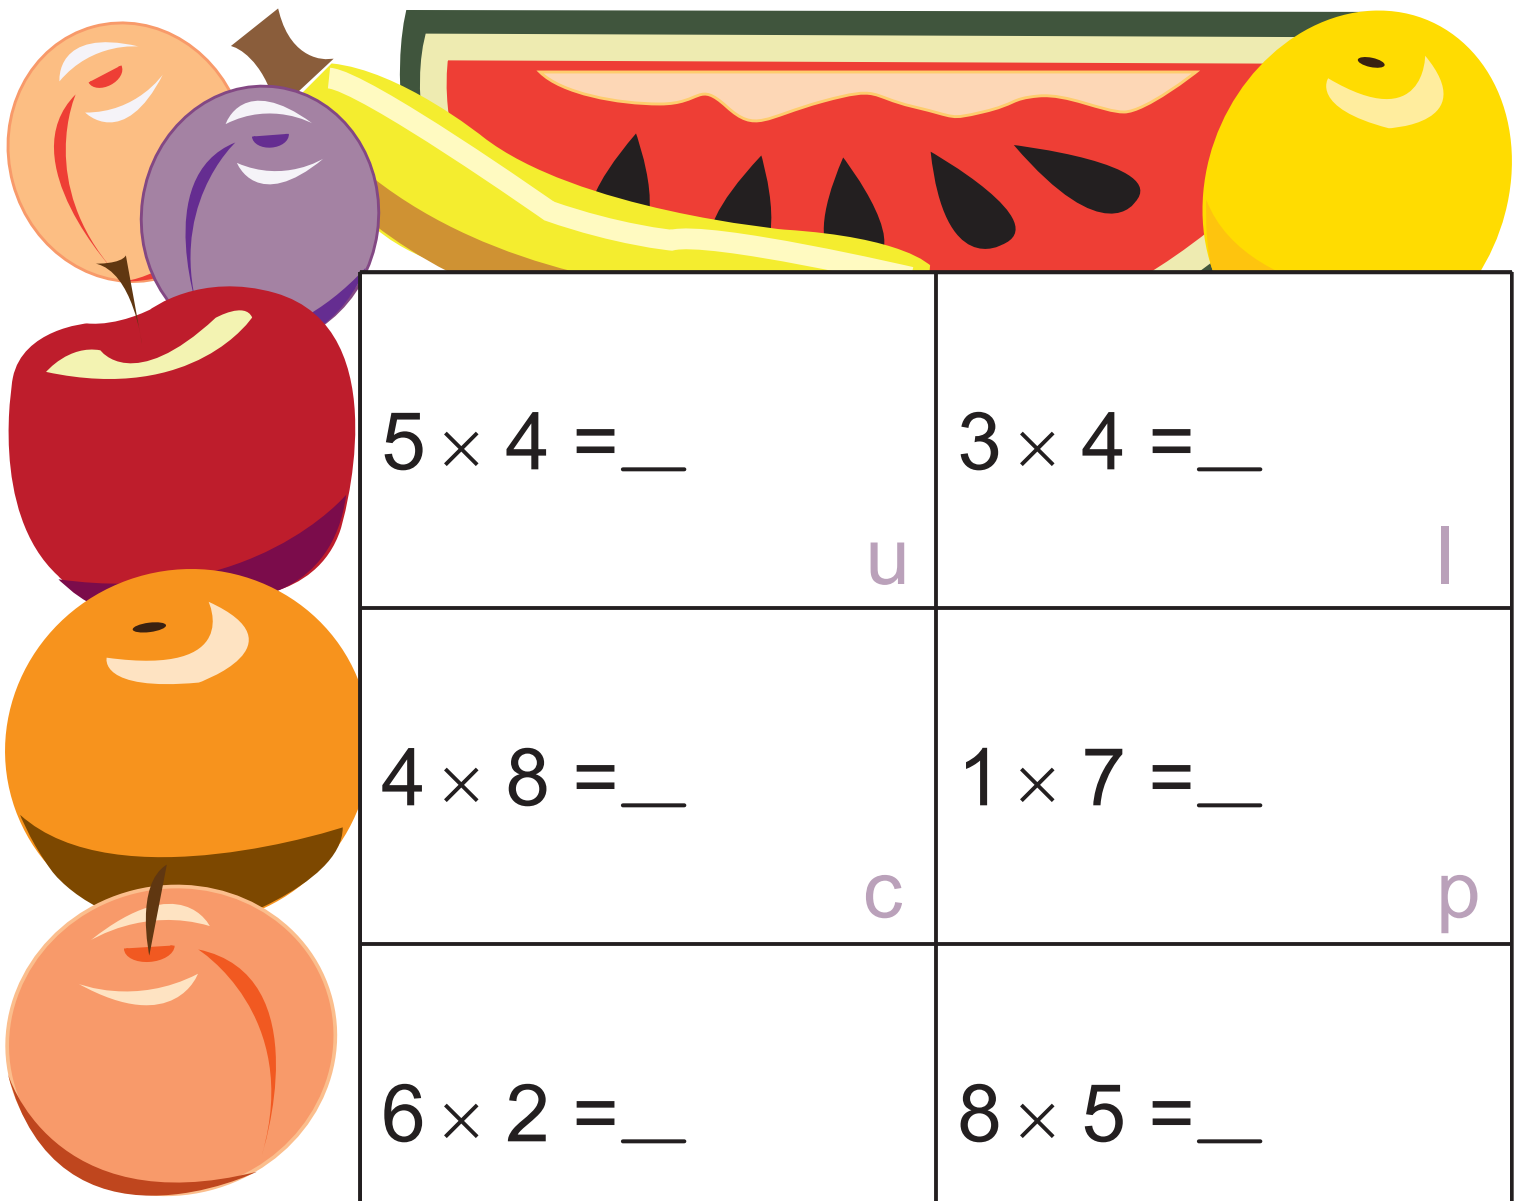 5 × 4 =__
3 × 4 =__
u
l
4 × 8 =__
1 × 7 =__
c
p
6 × 2 =__
8 × 5 =__